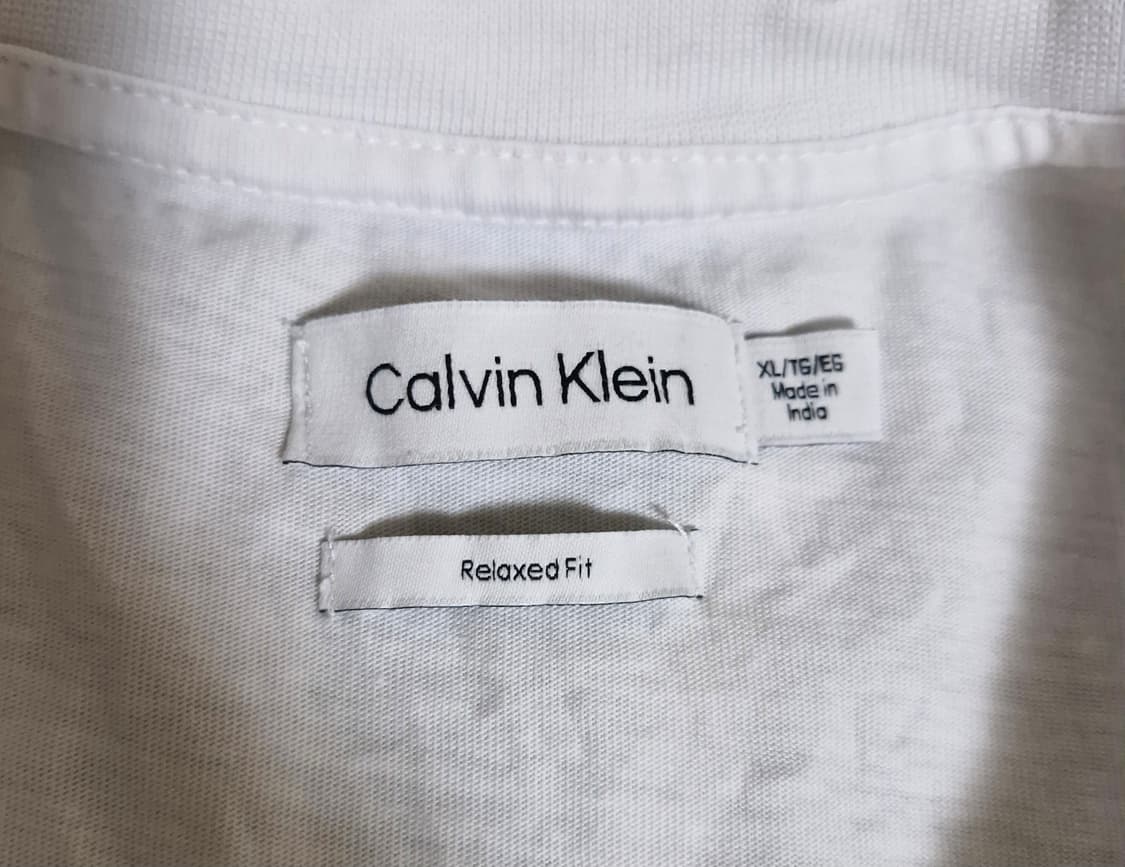 Calvin Klein
XL/TG/EG
Made in
India
Relaxed Fit